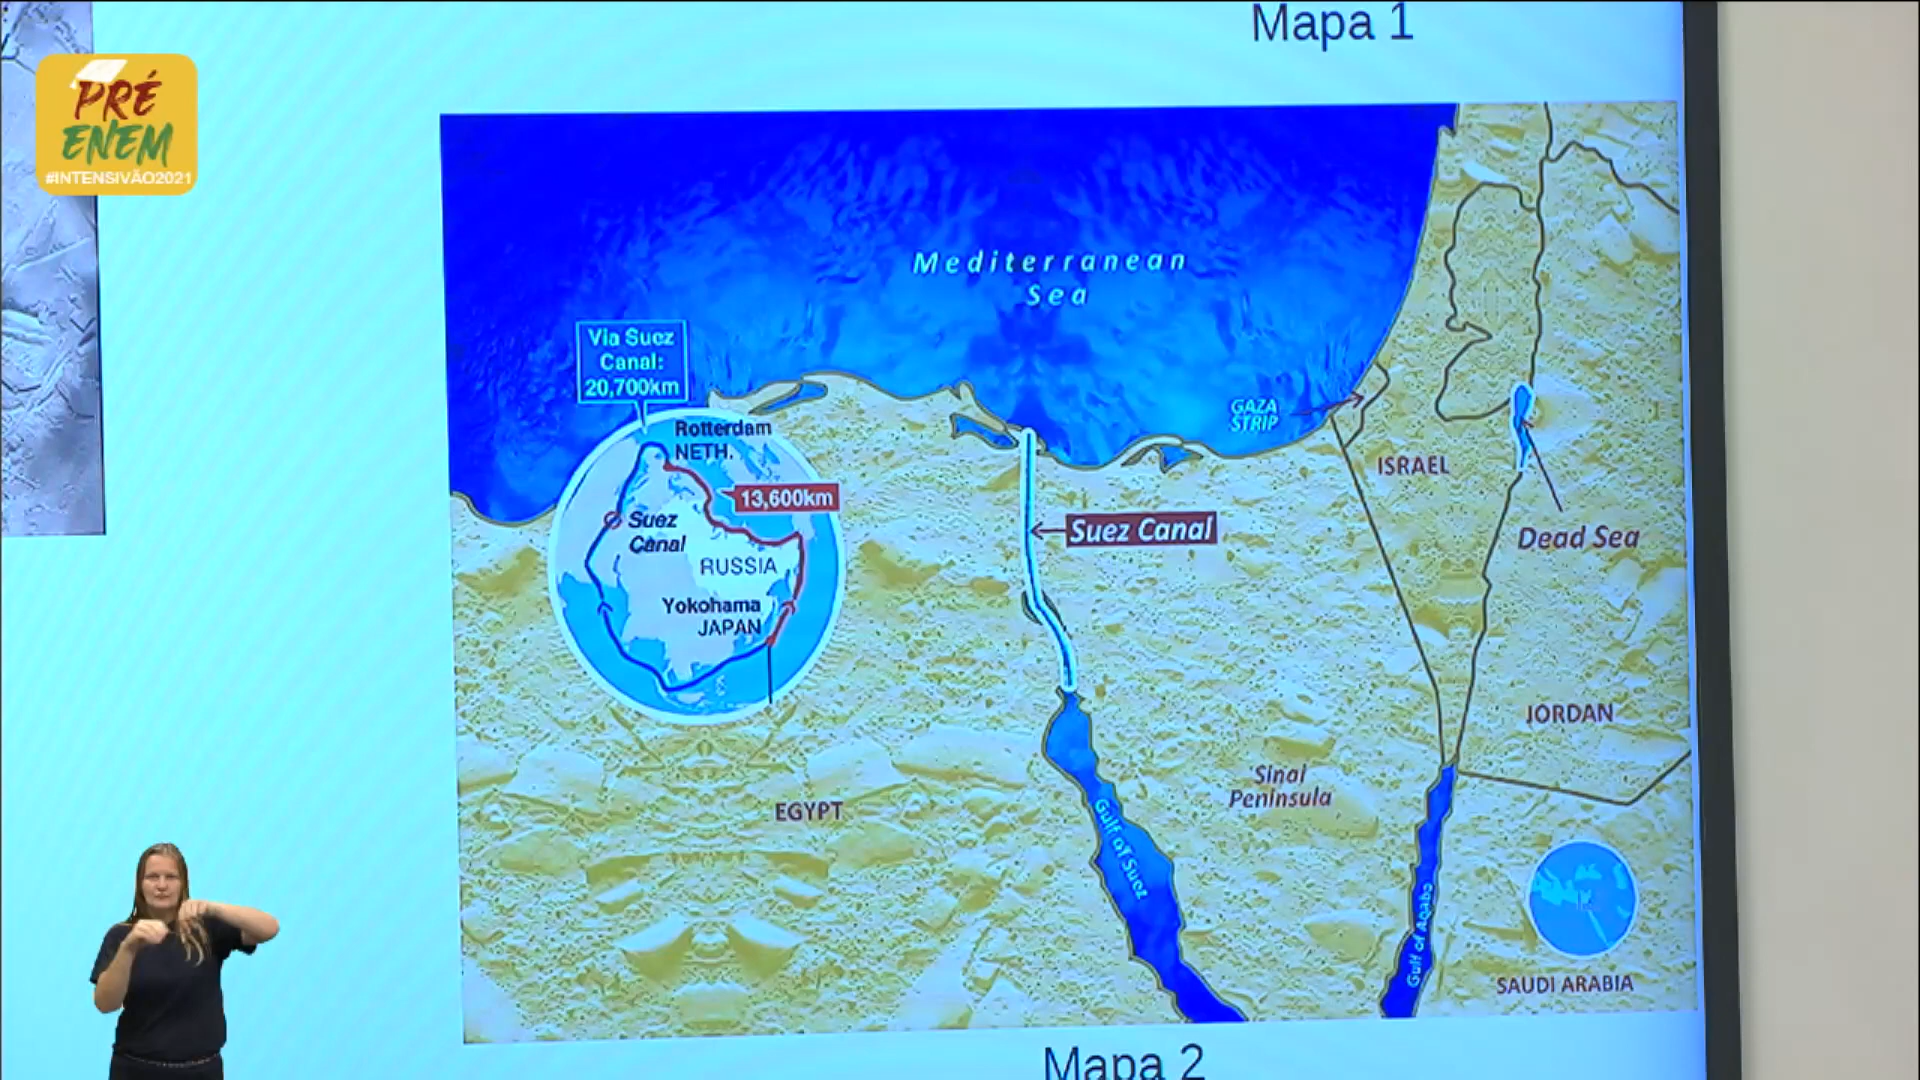 Mapa 1
PRÉ
ENEM
#INTENSIVÃO2021
Mediterranean
Sea
Via Suez
Canal:
20,700km
Rotterdam
NETH.
13,600km
Suez
Canal
RUSSIA
Yokohama
JAPAN
GAZA
STRIP
ISRAEL
Suez Canal
Dead Sea
JORDAN
Sinai
Peninsula
EGYPT
Gulf of Suez
Gulf of Aqaba
SAUDI ARABIA
Mapa 2